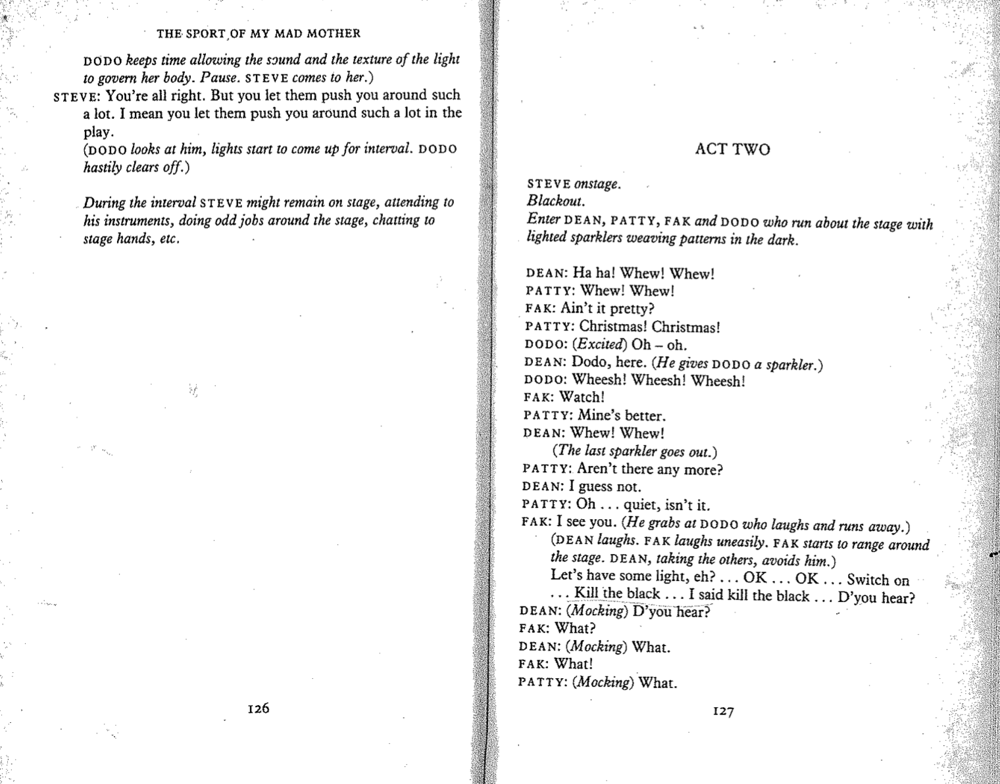 THE SPORT OF MY MAD MOTHER
DODO keeps time allowing the sound and the texture of the light
to govern her body. Pause. STEVE comes to her.)
STEVE: You're all right. But you let them push you around such
a lot. I mean you let them push you around such a lot in the
play.
(DODO looks at him, lights start to come up for interval. DODO
hastily clears off.)
During the interval STEVE might remain on stage, attending to
his instruments, doing odd jobs around the stage, chatting to
stage hands, etc.
126
ACT TWO
STEVE onstage.
Blackout.
Enter DEAN, PATTY, FAK and DODO who run about the stage with
lighted sparklers weaving patterns in the dark.
DEAN: Ha ha! Whew! Whew!
PATTY: Whew! Whew!
FAK: Ain't it pretty?
PATTY: Christmas! Christmas!
DODO: (Excited) Oh – oh.
DEAN: Dodo, here. (He gives DODO a sparkler.)
DODO: Wheesh! Wheesh! Wheesh!
FAK: Watch!
PATTY: Mine's better.
DEAN: Whew! Whew!
(The last sparkler goes out.)
PATTY: Aren't there any more?
DEAN: I guess not.
PATTY: Oh . . . quiet, isn't it.
FAK: I see you. (He grabs at DODO who laughs and runs away.)
(DEAN laughs. FAK laughs uneasily. FAK starts to range around
the stage. DEAN, taking the others, avoids him.)
Let's have some light, eh? . . . OK . . . OK . . . Switch on
. . . Kill the black . . . I said kill the black . . . D'you hear?
DEAN: (Mocking) D'you hear?
FAK: What?
DEAN: (Mocking) What.
FAK: What!
PATTY: (Mocking) What.
127